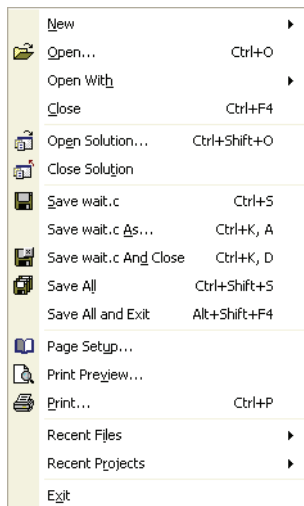 New
Open... Ctrl+O
Open With
Close Ctrl+F4
Open Solution... Ctrl+Shift+O
Close Solution
Save wait.c Ctrl+S
Save wait.c As... Ctrl+K, A
Save wait.c And Close Ctrl+K, D
Save All Ctrl+Shift+S
Save All and Exit Alt+Shift+F4
Page Setup...
Print Preview...
Print... Ctrl+P
Recent Files
Recent Projects
Exit